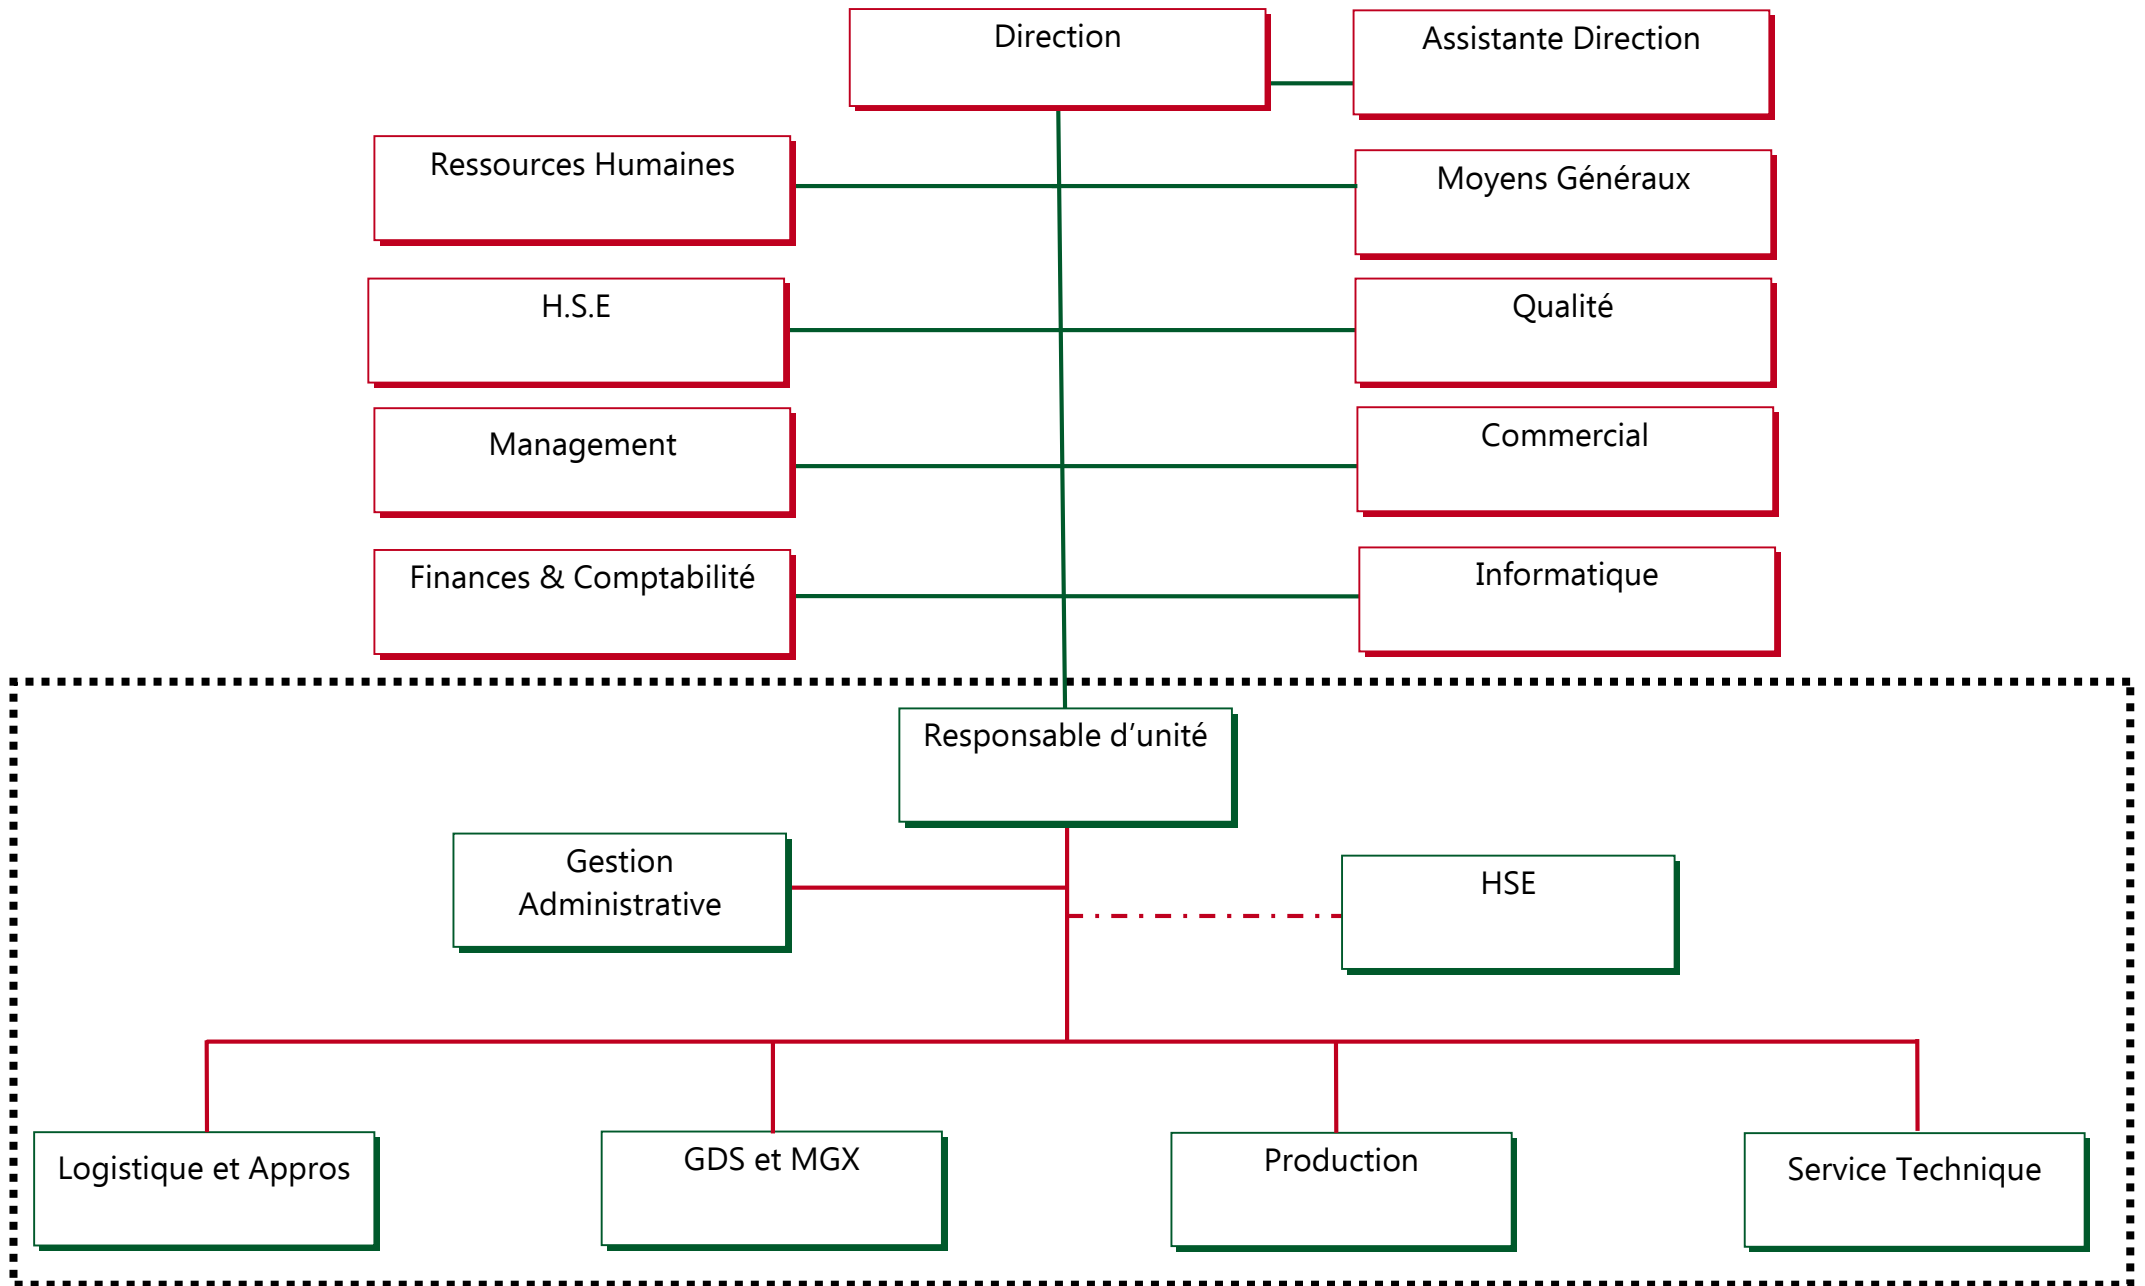 Direction
Assistante Direction
Ressources Humaines
Moyens Généraux
H.S.E
Qualité
Management
Commercial
Finances & Comptabilité
Informatique
Responsable d’unité
Gestion
Administrative
HSE
Logistique et Appros
GDS et MGX
Production
Service Technique